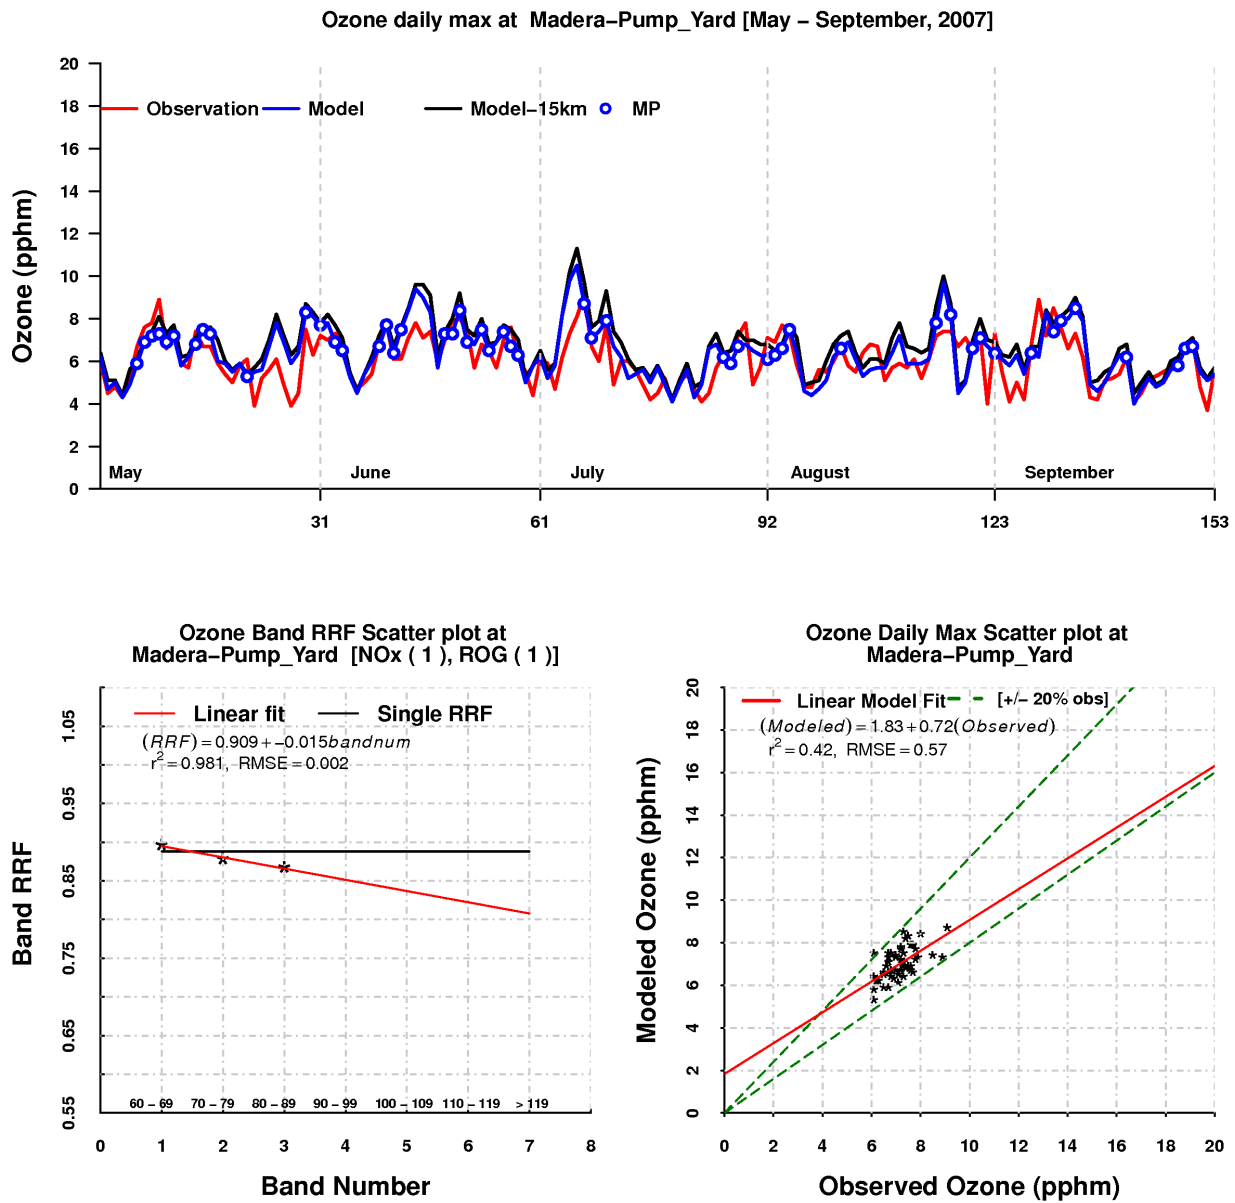 Ozone daily max at Madera−Pump_Yard [May − September, 2007]
Ozone (pphm)
20
18
16
14
12
10
8
6
4
2
0
Observation Model Model−15km MP
May June July August September
31 61 92 123 153
Ozone Band RRF Scatter plot at
Madera−Pump_Yard [NOx ( 1 ), ROG ( 1 )]
Band RRF
1.05
0.95
0.85
0.75
0.65
0.55
Linear fit Single RRF
(RRF) = 0.909 + −0.015bandnum
r² = 0.981, RMSE = 0.002
60 − 69 70 − 79 80 − 89 90 − 99 100 − 109 110 − 119 > 119
0 1 2 3 4 5 6 7 8
Band Number
Ozone Daily Max Scatter plot at
Madera−Pump_Yard
Modeled Ozone (pphm)
20
18
16
14
12
10
8
6
4
2
0
Linear Model Fit [+/− 20% obs]
(Modeled) = 1.83 + 0.72(Observed)
r² = 0.42, RMSE = 0.57
0 2 4 6 8 10 12 14 16 18 20
Observed Ozone (pphm)